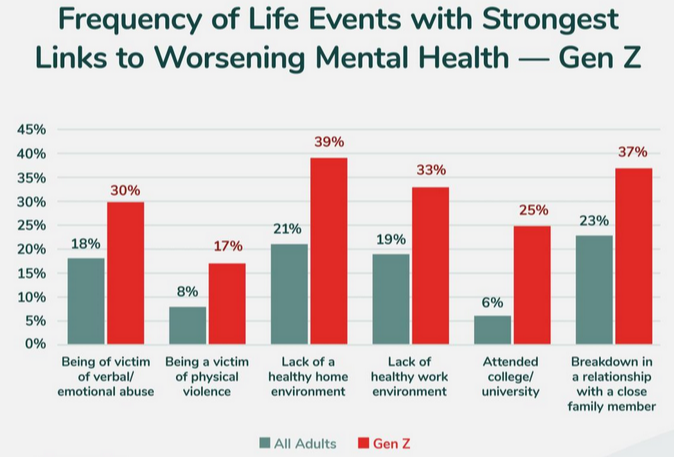 Frequency of Life Events with Strongest
Links to Worsening Mental Health — Gen Z
45%
40%
35%
30%
25%
20%
15%
10%
5%
0%
18%
30%
8%
17%
21%
39%
19%
33%
6%
25%
23%
37%
Being of victim
of verbal/
emotional abuse
Being a victim
of physical
violence
Lack of a
healthy home
environment
Lack of
healthy work
environment
Attended
college/
university
Breakdown in
a relationship
with a close
family member
All Adults
Gen Z